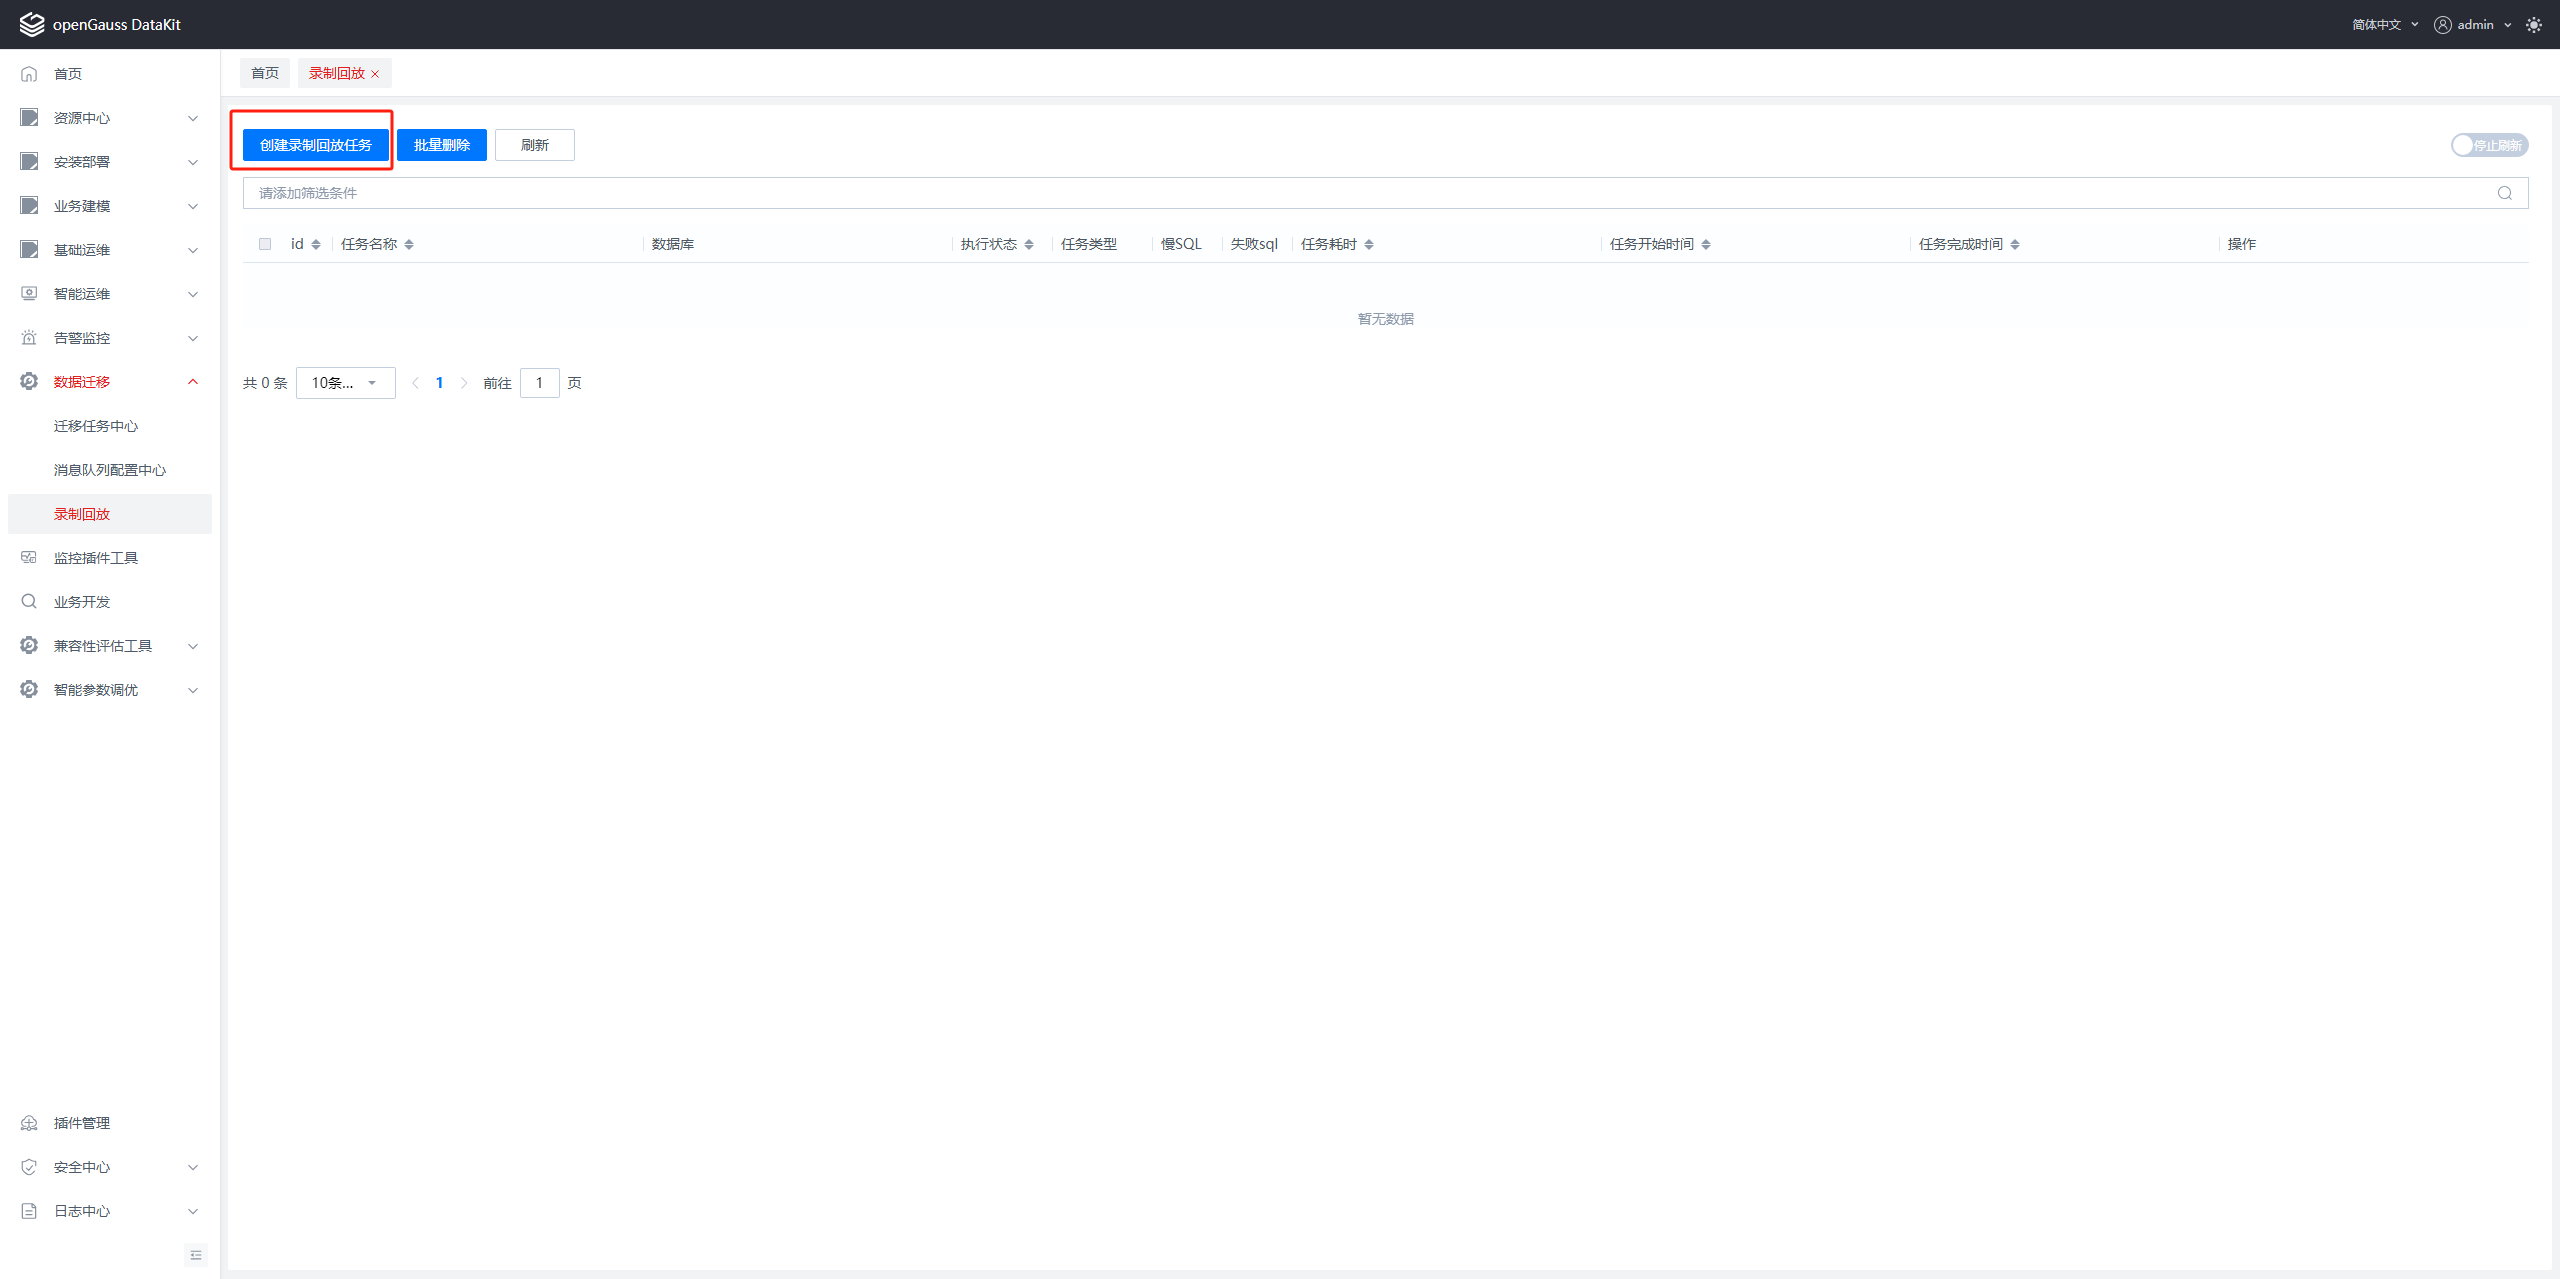 openGauss DataKit
简体中文
admin
首页
资源中心
安装部署
业务建模
基础运维
智能运维
告警监控
数据迁移
迁移任务中心
消息队列配置中心
录制回放
监控插件工具
业务开发
兼容性评估工具
智能参数调优
插件管理
安全中心
日志中心
首页 录制回放
创建录制回放任务 批量删除 刷新 停止刷新
请添加筛选条件
id 任务名称 数据库 执行状态 任务类型 慢SQL 失败sql 任务耗时 任务开始时间 任务完成时间 操作
暂无数据
共 0 条 10条... 1 前往 1 页